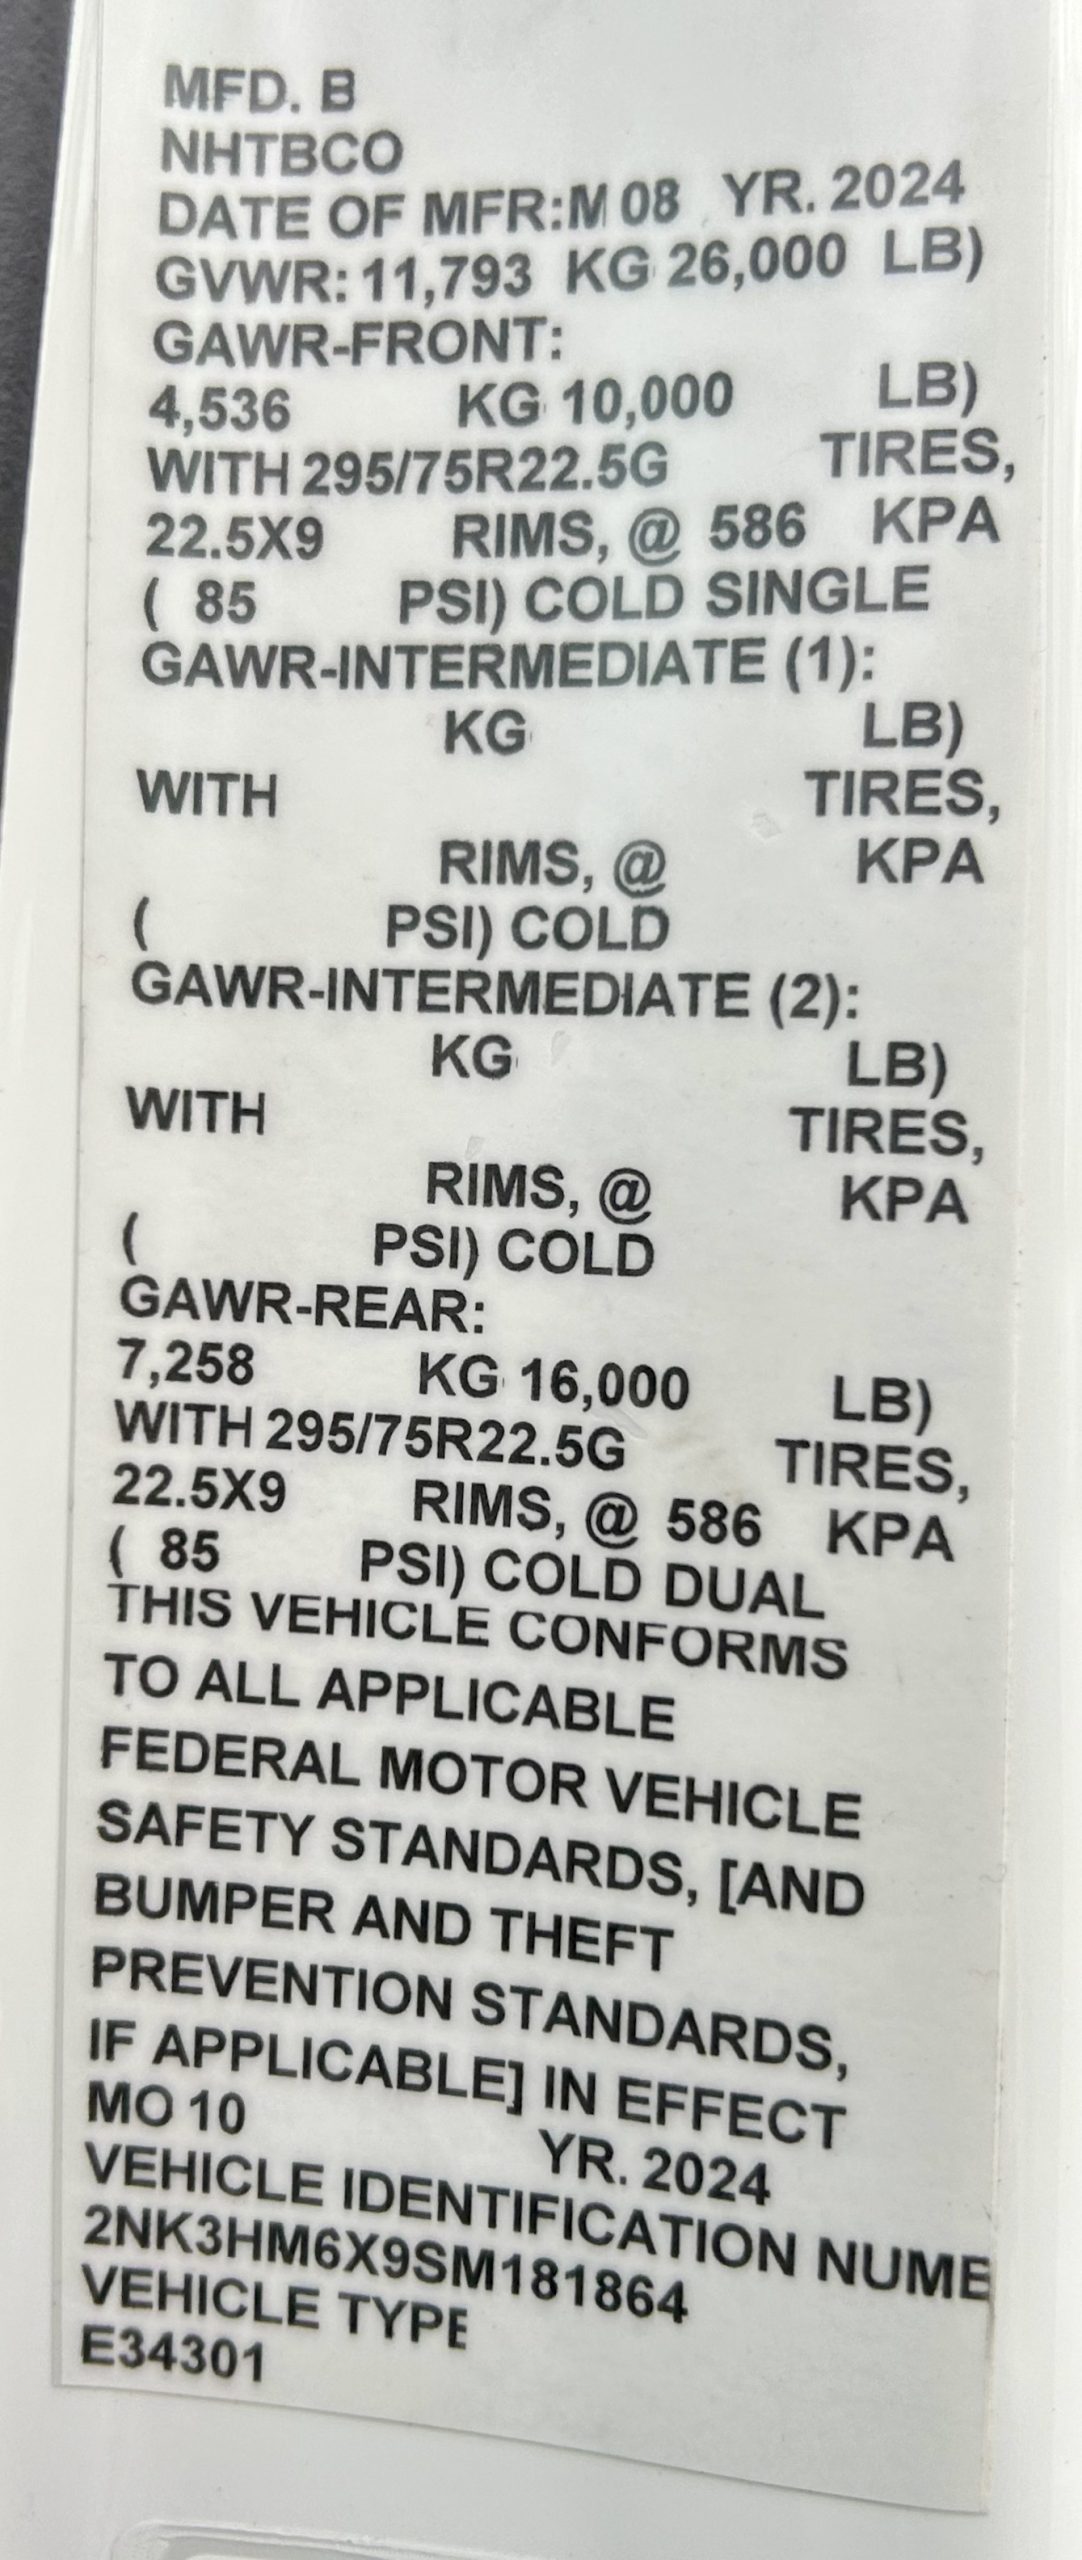 MFD. B
NHTBCO
DATE OF MFR:M 08 YR. 2024
GVWR: 11,793 KG 26,000 LB)
GAWR-FRONT:
4,536 KG 10,000 LB)
WITH 295/75R22.5G TIRES,
22.5X9 RIMS, @ 586 KPA
( 85 PSI) COLD SINGLE
GAWR-INTERMEDIATE (1):
KG LB)
WITH TIRES,
RIMS, @ KPA
( PSI) COLD
GAWR-INTERMEDIATE (2):
KG LB)
WITH TIRES,
RIMS, @ KPA
( PSI) COLD
GAWR-REAR:
7,258 KG 16,000 LB)
WITH 295/75R22.5G TIRES,
22.5X9 RIMS, @ 586 KPA
( 85 PSI) COLD DUAL
THIS VEHICLE CONFORMS
TO ALL APPLICABLE
FEDERAL MOTOR VEHICLE
SAFETY STANDARDS, [AND
BUMPER AND THEFT
PREVENTION STANDARDS,
IF APPLICABLE] IN EFFECT
MO 10 YR. 2024
VEHICLE IDENTIFICATION NUME
2NK3HM6X9SM181864
VEHICLE TYPE
E34301